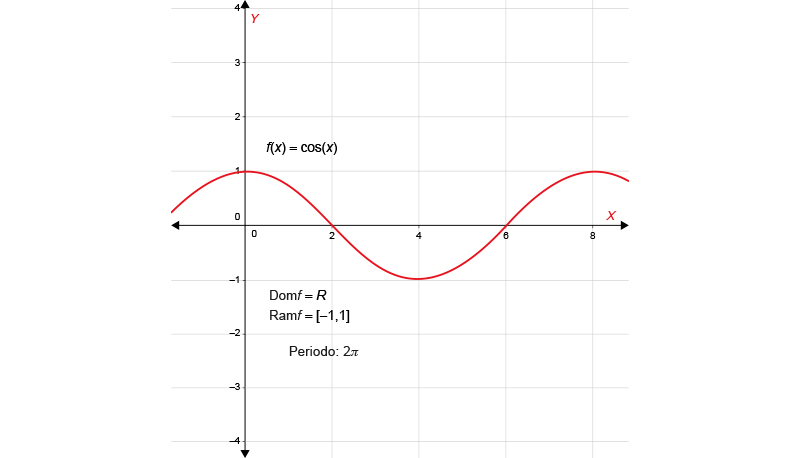 4
Y
3
2
f(x) = cos(x)
1
0
X
0 2 4 6 8
–1
Domf = R
Ramf = [–1,1]
–2
Periodo: 2π
–3
–4